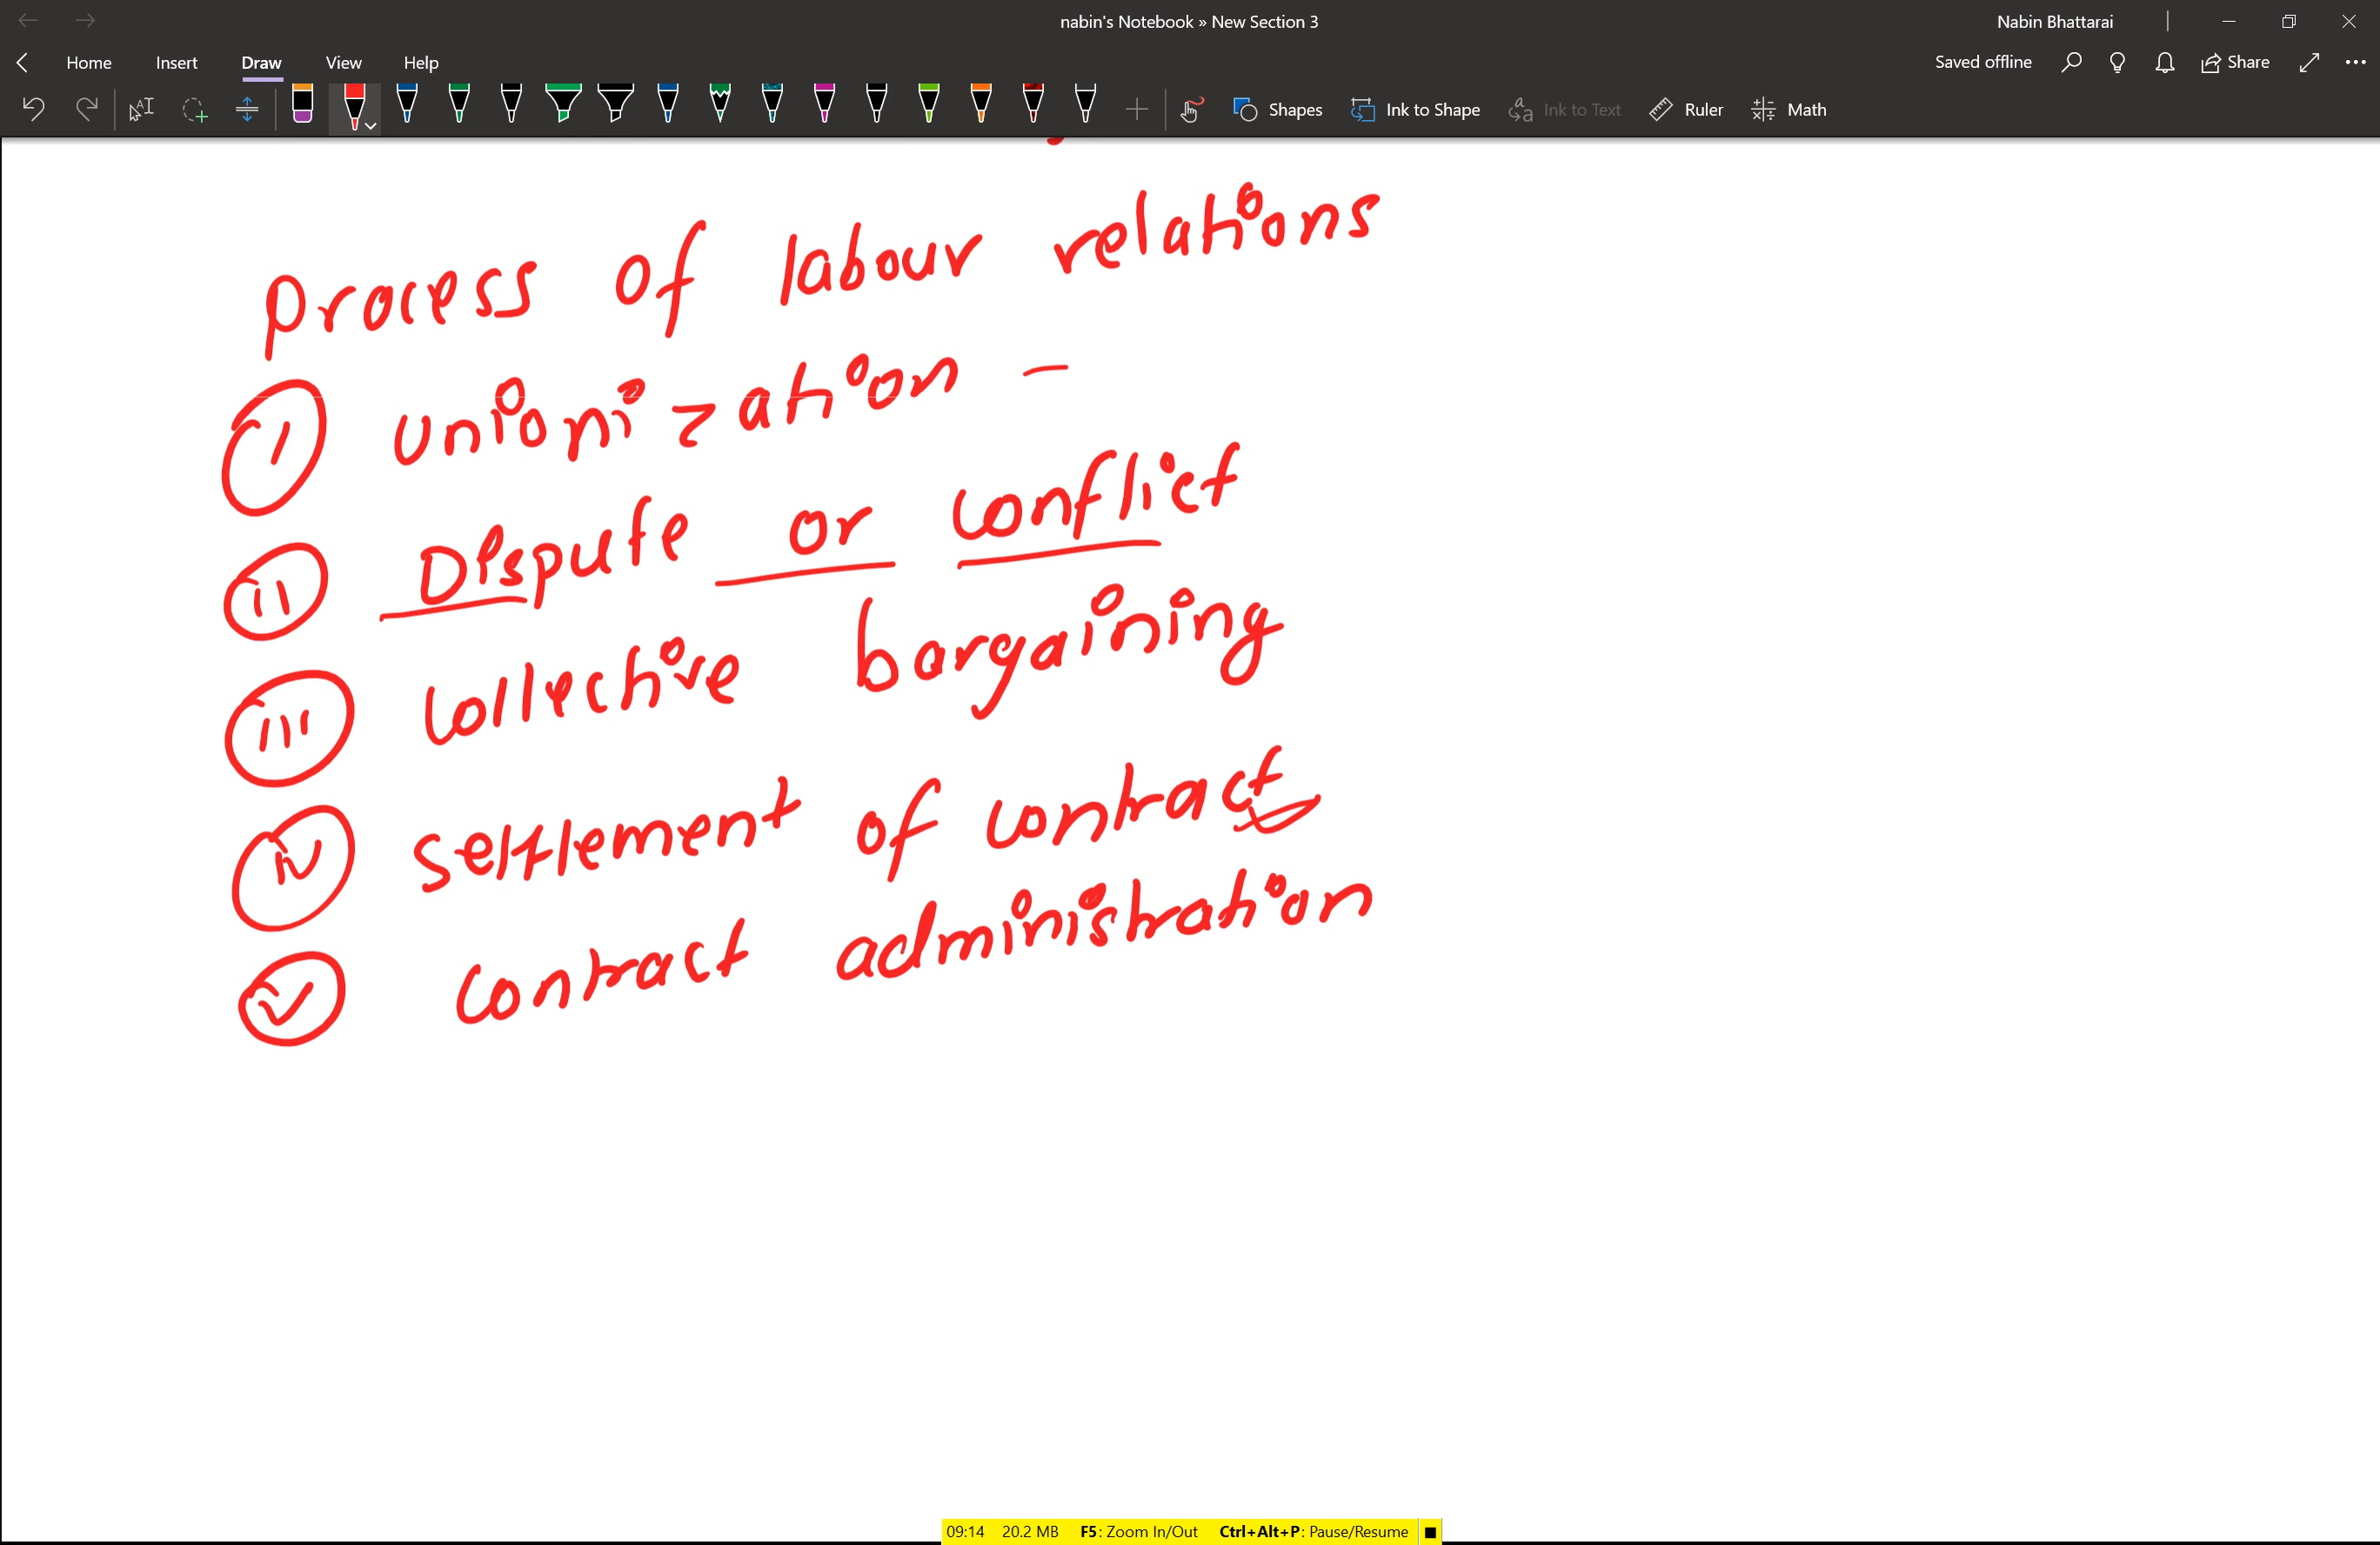 nabin's Notebook » New Section 3 Nabin Bhattarai
Home Insert Draw View Help Saved offline Share
Shapes Ink to Shape Ink to Text Ruler Math
process of labour relations
(i) unionization -
(ii) Dispute or conflict
(iii) collective bargaining
(iv) settlement of contract
(v) contract administration
09:14 20.2 MB F5: Zoom In/Out Ctrl+Alt+P: Pause/Resume